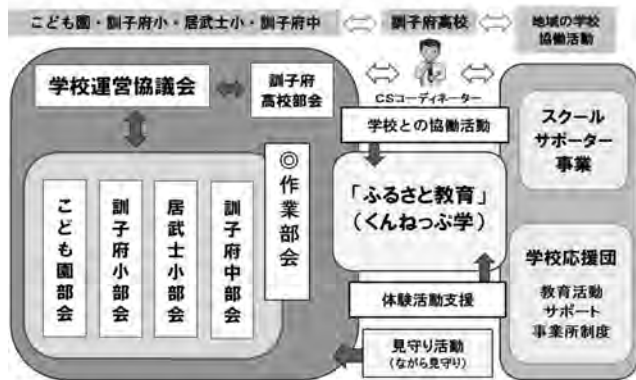 こども園・訓子府小・居武士小・訓子府中
訓子府高校
地域の学校
協働活動
学校運営協議会
訓子府
高校部会
CSコーディネーター
学校との協働活動
スクール
サポーター
事業
◎作業部会
こども園部会
訓子府小部会
居武士小部会
訓子府中部会
「ふるさと教育」
（くんねっぷ学）
学校応援団
教育活動
サポート
事業所制度
体験活動支援
見守り活動
（ながら見守り）